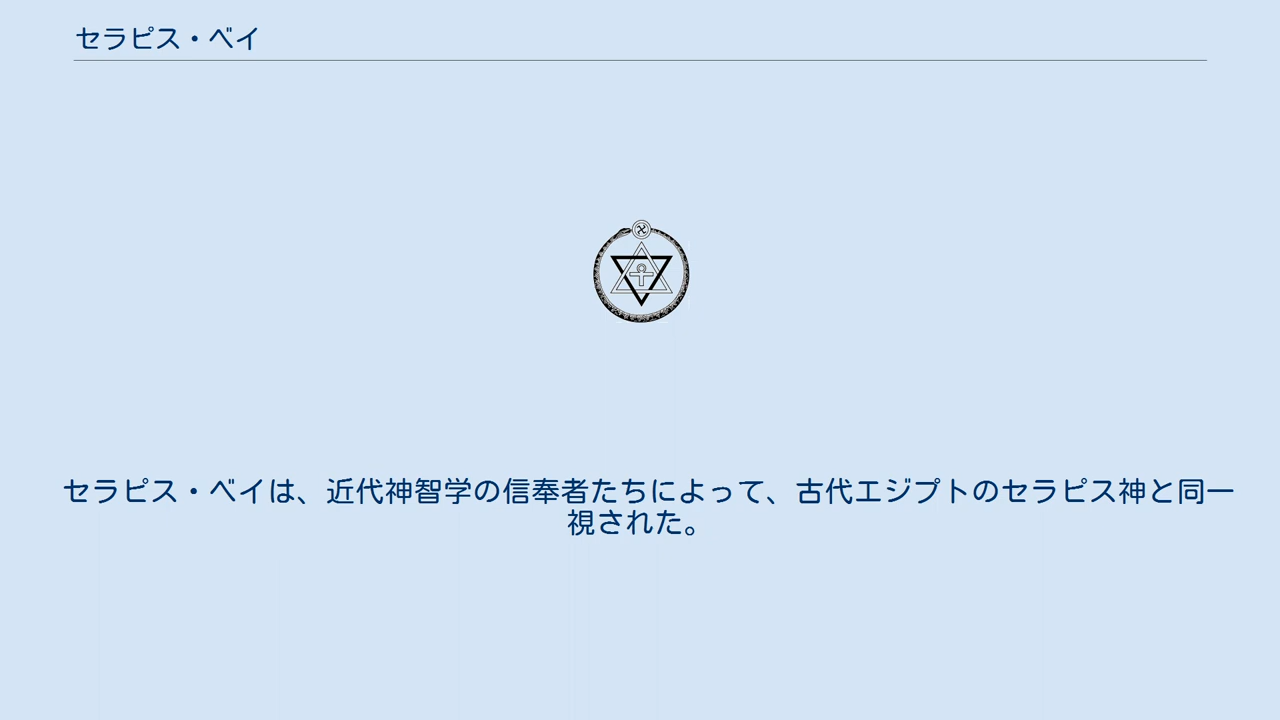 セラピス・ベイ
セラピス・ベイは、近代神智学の信奉者たちによって、古代エジプトのセラピス神と同一
視された。